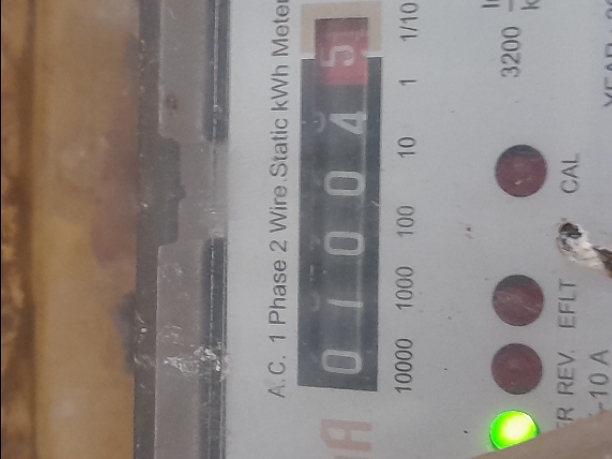 A.C. 1 Phase 2 Wire Static kWh Meter
0 1 0 0 4 5
10000 1000 100 10 1 1/10
3200
REV. EFLT CAL
-10 A